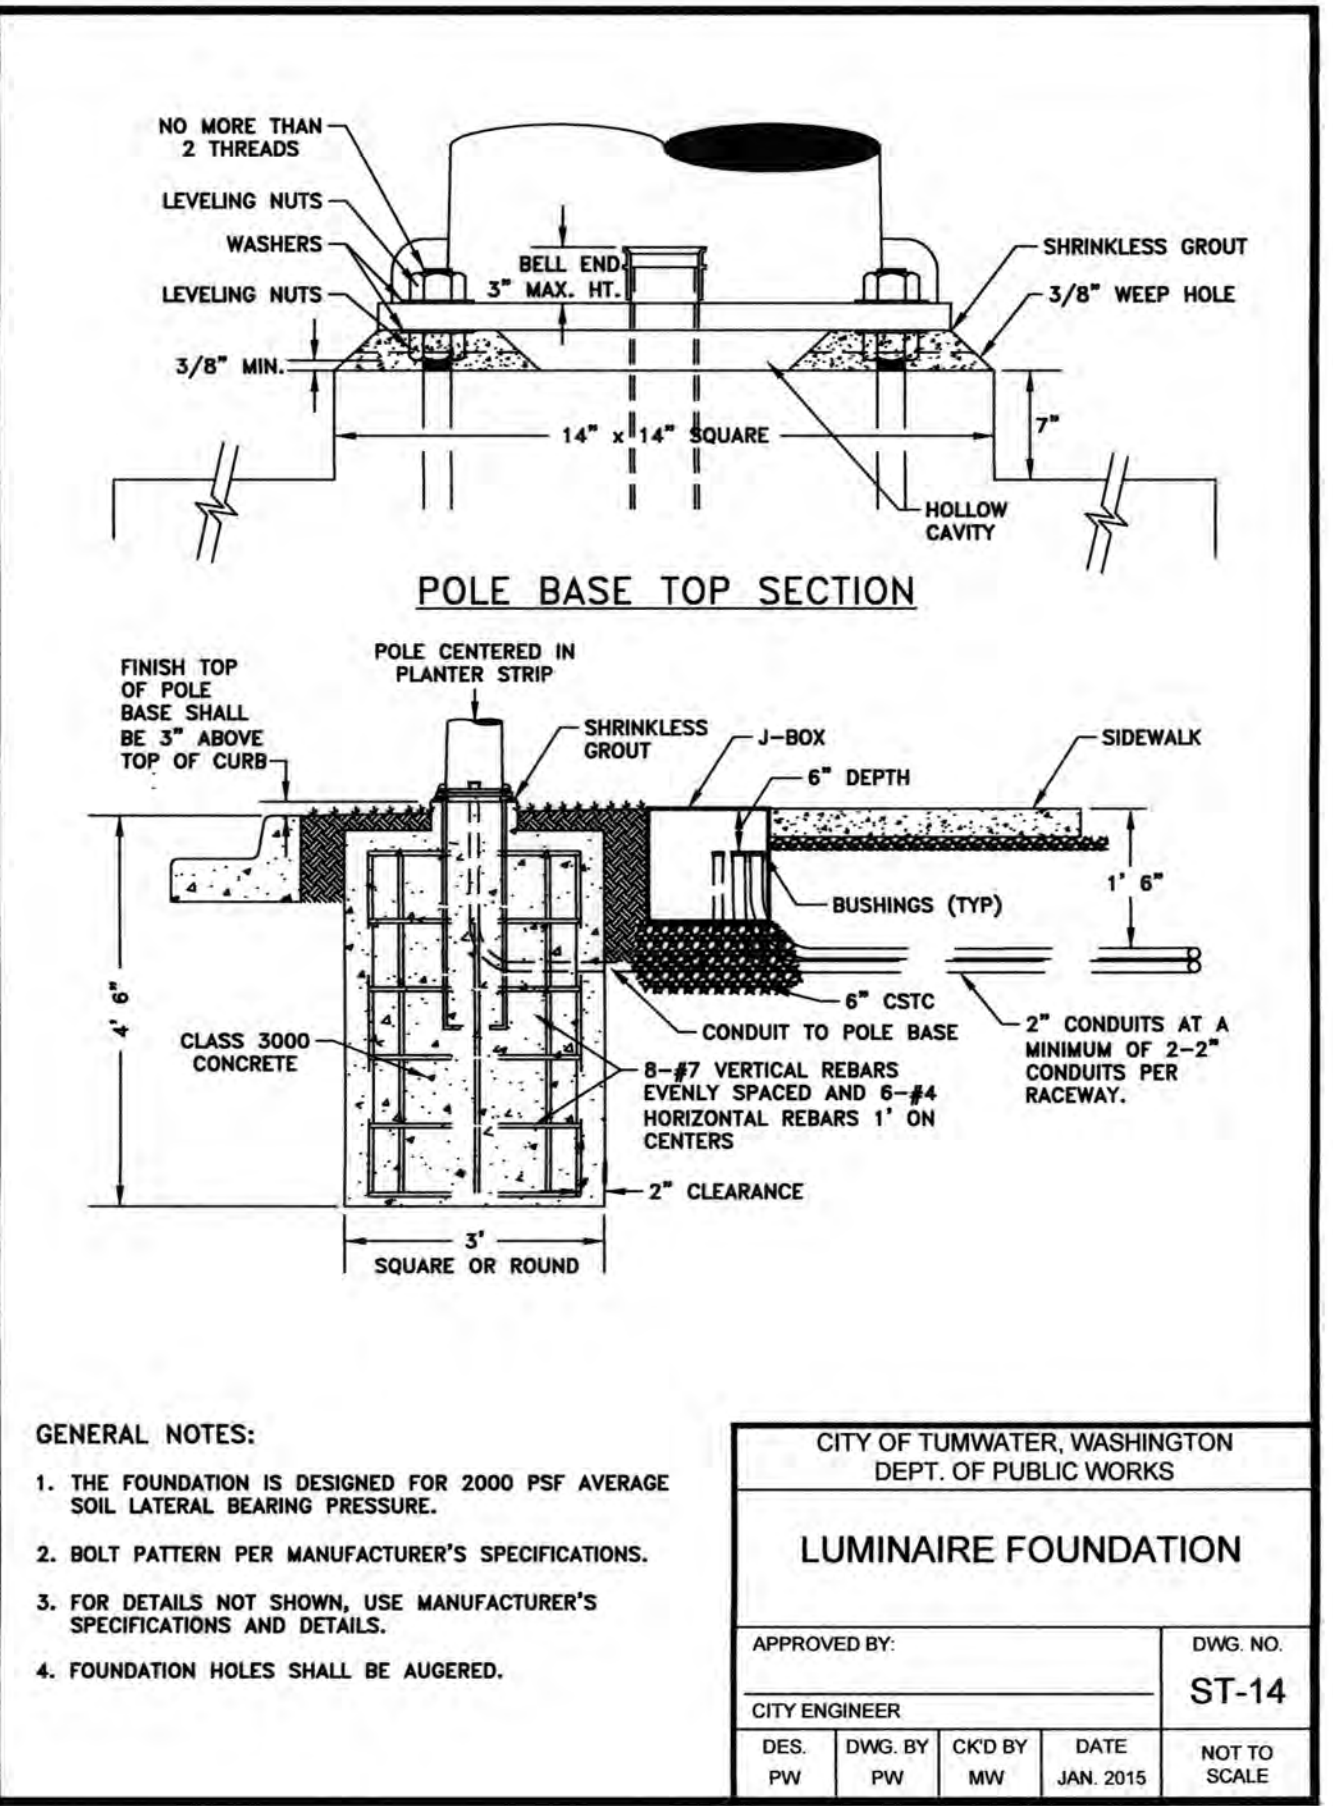 NO MORE THAN
2 THREADS
LEVELING NUTS
WASHERS
LEVELING NUTS
3/8" MIN.
BELL END
3" MAX. HT.
SHRINKLESS GROUT
3/8" WEEP HOLE
14" x 14" SQUARE
7"
HOLLOW
CAVITY
POLE BASE TOP SECTION
FINISH TOP
OF POLE
BASE SHALL
BE 3" ABOVE
TOP OF CURB
POLE CENTERED IN
PLANTER STRIP
SHRINKLESS
GROUT
J-BOX
6" DEPTH
SIDEWALK
1' 6"
BUSHINGS (TYP)
4' 6"
6" CSTC
CONDUIT TO POLE BASE
2" CONDUITS AT A
MINIMUM OF 2-2"
CONDUITS PER
RACEWAY.
CLASS 3000
CONCRETE
8-#7 VERTICAL REBARS
EVENLY SPACED AND 6-#4
HORIZONTAL REBARS 1' ON
CENTERS
2" CLEARANCE
3'
SQUARE OR ROUND
GENERAL NOTES:
1. THE FOUNDATION IS DESIGNED FOR 2000 PSF AVERAGE
SOIL LATERAL BEARING PRESSURE.
2. BOLT PATTERN PER MANUFACTURER'S SPECIFICATIONS.
3. FOR DETAILS NOT SHOWN, USE MANUFACTURER'S
SPECIFICATIONS AND DETAILS.
4. FOUNDATION HOLES SHALL BE AUGERED.
CITY OF TUMWATER, WASHINGTON
DEPT. OF PUBLIC WORKS
LUMINAIRE FOUNDATION
APPROVED BY:
CITY ENGINEER
DWG. NO.
ST-14
DES.
PW
DWG. BY
PW
CK'D BY
MW
DATE
JAN. 2015
NOT TO
SCALE